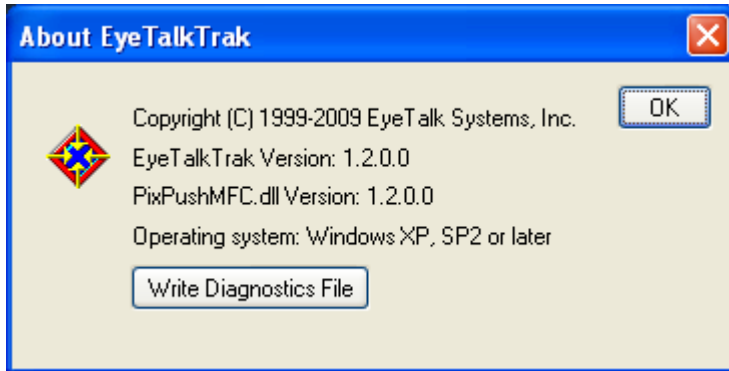 About EyeTalkTrak
Copyright (C) 1999-2009 EyeTalk Systems, Inc.
OK
EyeTalkTrak Version: 1.2.0.0
PixPushMFC.dll Version: 1.2.0.0
Operating system: Windows XP, SP2 or later
Write Diagnostics File